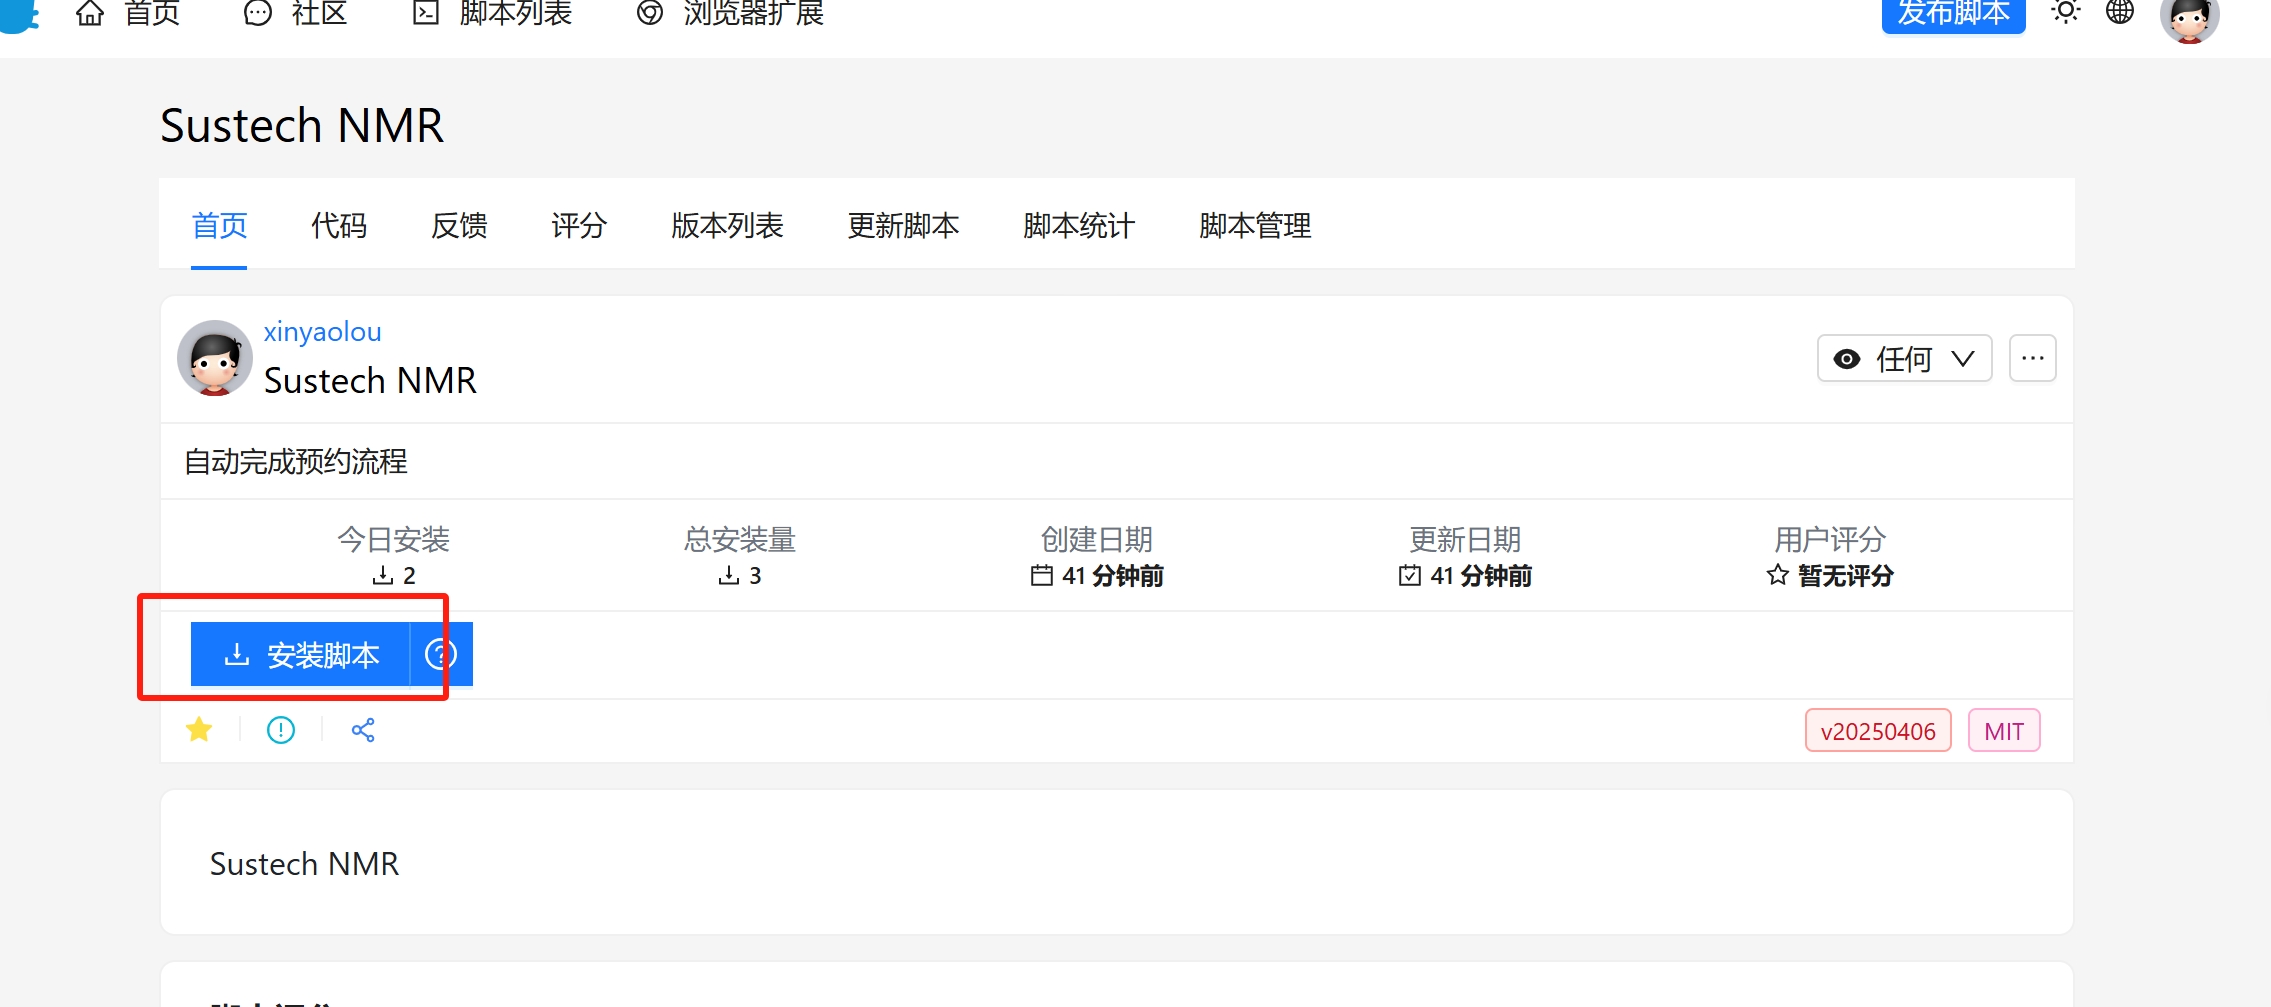 首页 社区 脚本列表 浏览器扩展 发布脚本
Sustech NMR
首页 代码 反馈 评分 版本列表 更新脚本 脚本统计 脚本管理
xinyaolou
Sustech NMR
任何
自动完成预约流程
今日安装 总安装量 创建日期 更新日期 用户评分
2 3 41 分钟前 41 分钟前 暂无评分
安装脚本
v20250406 MIT
Sustech NMR